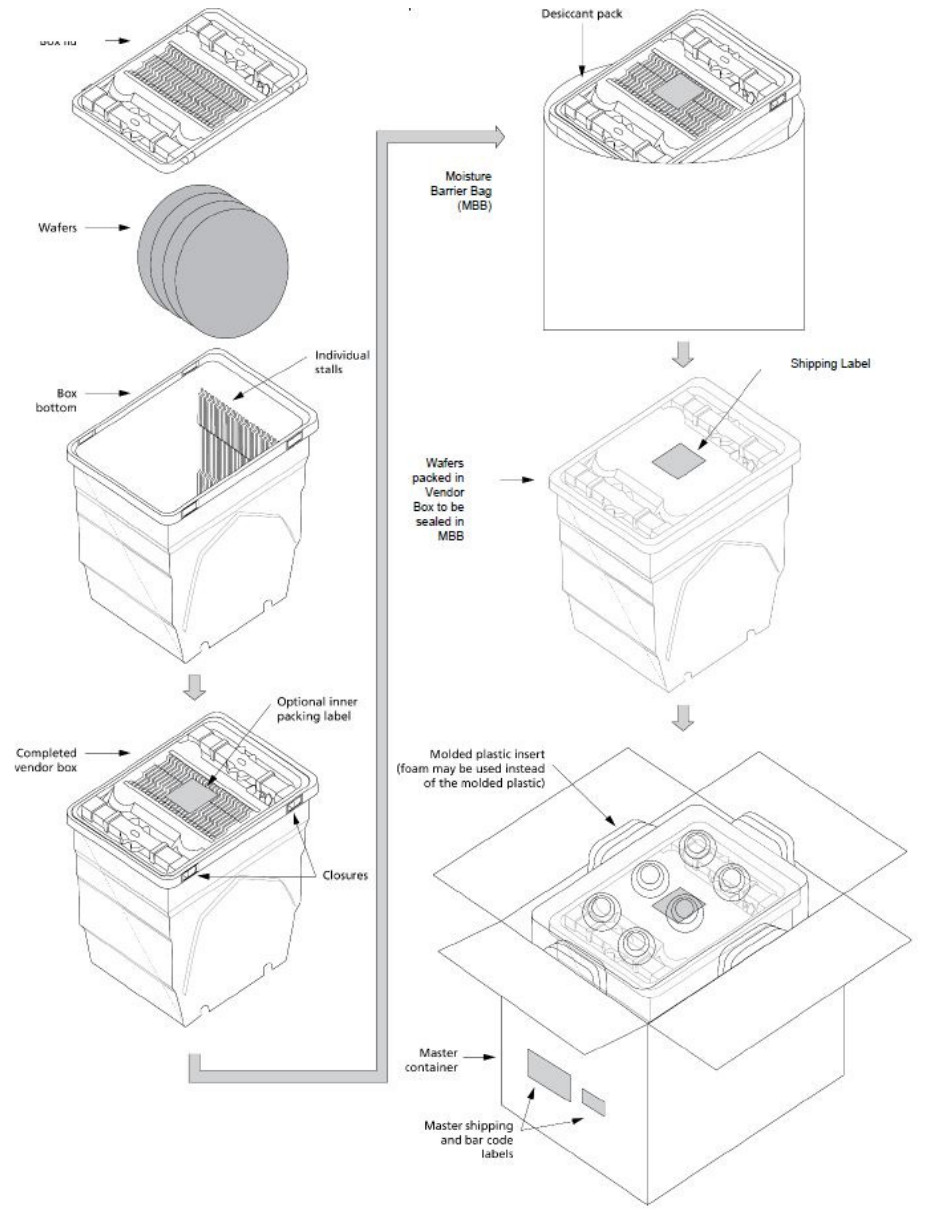 Desiccant pack
Moisture
Barrier Bag
(MBB)
Wafers
Individual
stalls
Box
bottom
Shipping Label
Wafers
packed in
Vendor
Box to be
sealed in
MBB
Optional inner
packing label
Completed
vendor box
Closures
Molded plastic insert
(foam may be used instead
of the molded plastic)
Master
container
Master shipping
and bar code
labels